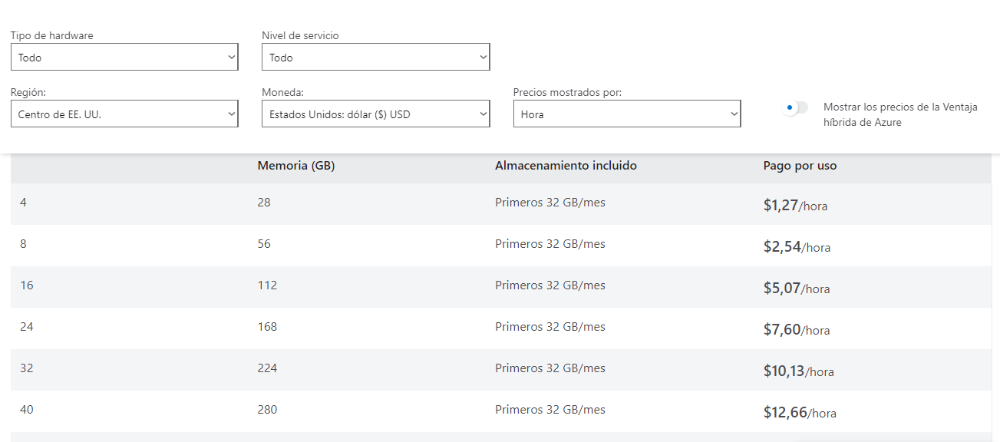 Tipo de hardware
Nivel de servicio
Todo
Todo
Región:
Moneda:
Precios mostrados por:
Centro de EE. UU.
Estados Unidos: dólar ($) USD
Hora
Mostrar los precios de la Ventaja
híbrida de Azure
Memoria (GB) Almacenamiento incluido Pago por uso
4 28 Primeros 32 GB/mes $1,27/hora
8 56 Primeros 32 GB/mes $2,54/hora
16 112 Primeros 32 GB/mes $5,07/hora
24 168 Primeros 32 GB/mes $7,60/hora
32 224 Primeros 32 GB/mes $10,13/hora
40 280 Primeros 32 GB/mes $12,66/hora